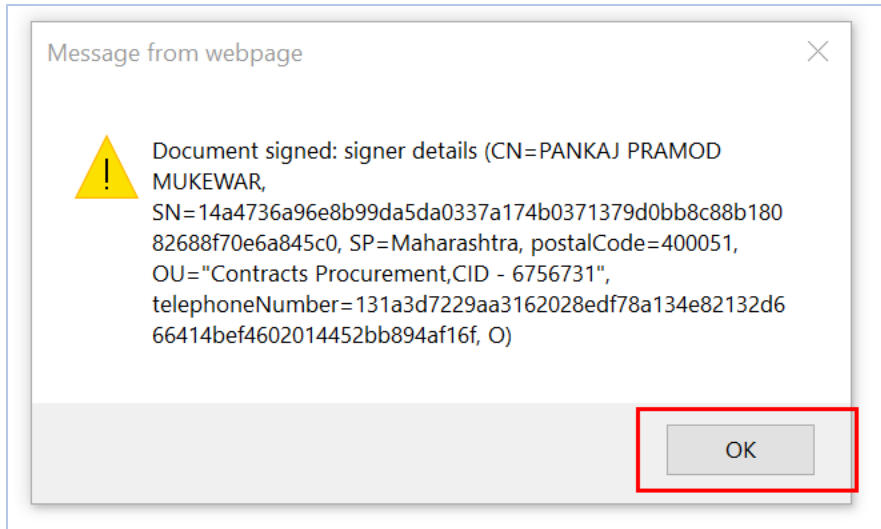 Message from webpage
Document signed: signer details (CN=PANKAJ PRAMOD
MUKEWAR,
SN=14a4736a96e8b99da5da0337a174b0371379d0bb8c88b180
82688f70e6a845c0, SP=Maharashtra, postalCode=400051,
OU="Contracts Procurement,CID - 6756731",
telephoneNumber=131a3d7229aa3162028edf78a134e82132d6
66414bef4602014452bb894af16f, O)
OK